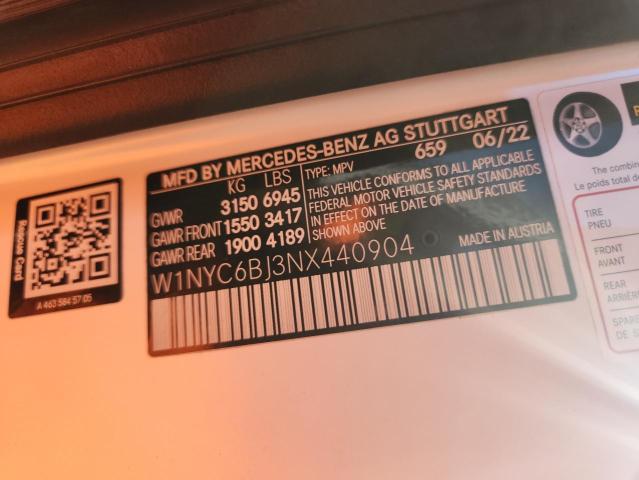 MFD BY MERCEDES-BENZ AG STUTTGART
KG LBS
GVWR 3150 6945
GAWR FRONT 1550 3417
GAWR REAR 1900 4189
TYPE: MPV 659 06/22
THIS VEHICLE CONFORMS TO ALL APPLICABLE
FEDERAL MOTOR VEHICLE SAFETY STANDARDS
IN EFFECT ON THE DATE OF MANUFACTURE
SHOWN ABOVE
W1NYC6BJ3NX440904
MADE IN AUSTRIA
Rescue Card
A 463 584 57 05
The combin
Le poids total de
TIRE
PNEU
FRONT
AVANT
REAR
ARRIÈR
SPARE
DE